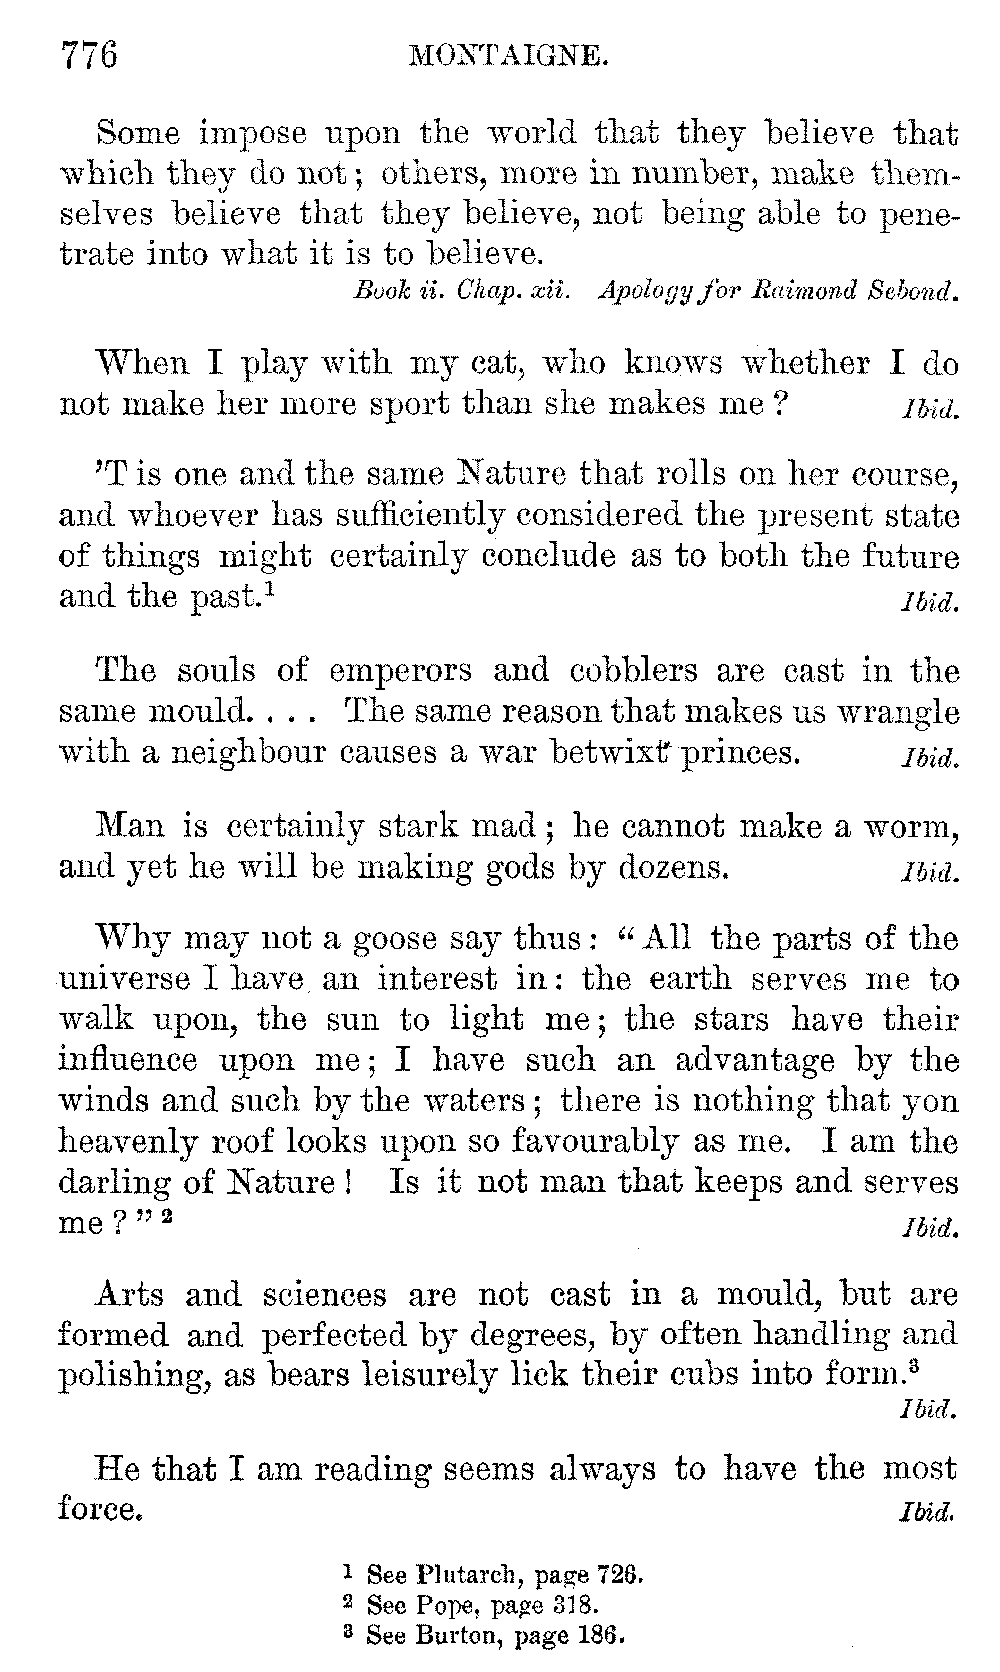 776 MONTAIGNE.
Some impose upon the world that they believe that
which they do not; others, more in number, make them-
selves believe that they believe, not being able to pene-
trate into what it is to believe.
Book ii. Chap. xii. Apology for Raimond Sebond.
When I play with my cat, who knows whether I do
not make her more sport than she makes me? Ibid.
'T is one and the same Nature that rolls on her course,
and whoever has sufficiently considered the present state
of things might certainly conclude as to both the future
and the past.¹ Ibid.
The souls of emperors and cobblers are cast in the
same mould. . . . The same reason that makes us wrangle
with a neighbour causes a war betwixt princes. Ibid.
Man is certainly stark mad; he cannot make a worm,
and yet he will be making gods by dozens. Ibid.
Why may not a goose say thus: "All the parts of the
universe I have an interest in: the earth serves me to
walk upon, the sun to light me; the stars have their
influence upon me; I have such an advantage by the
winds and such by the waters; there is nothing that yon
heavenly roof looks upon so favourably as me. I am the
darling of Nature! Is it not man that keeps and serves
me?"² Ibid.
Arts and sciences are not cast in a mould, but are
formed and perfected by degrees, by often handling and
polishing, as bears leisurely lick their cubs into form.³
Ibid.
He that I am reading seems always to have the most
force. Ibid.
¹ See Plutarch, page 726.
² See Pope, page 318.
³ See Burton, page 186.